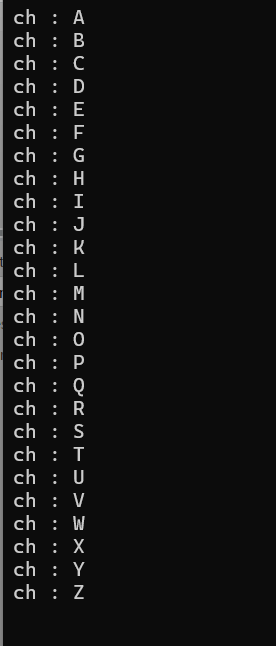 ch : A
ch : B
ch : C
ch : D
ch : E
ch : F
ch : G
ch : H
ch : I
ch : J
ch : K
ch : L
ch : M
ch : N
ch : O
ch : P
ch : Q
ch : R
ch : S
ch : T
ch : U
ch : V
ch : W
ch : X
ch : Y
ch : Z